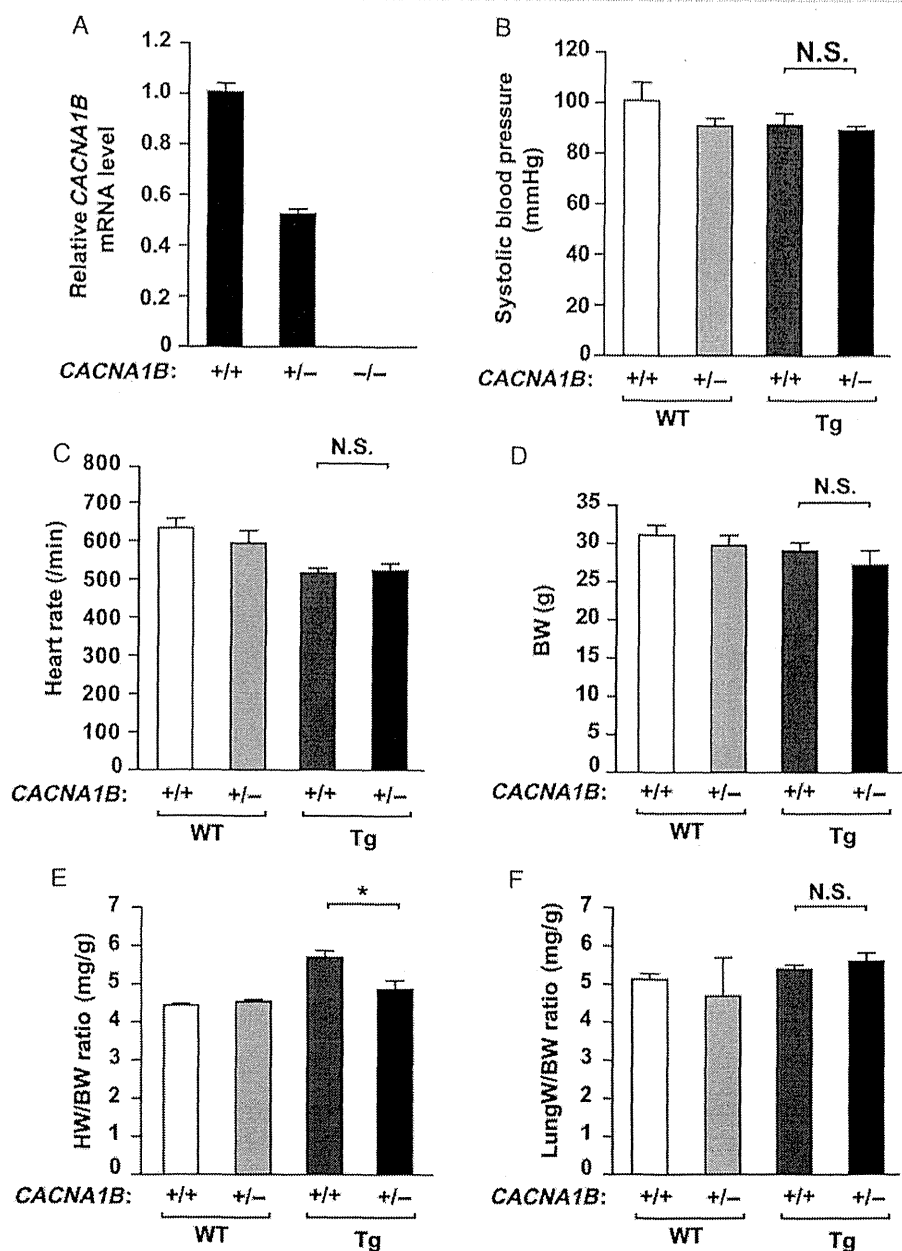 A
Relative CACNA1B
mRNA level
1.2
1.0
0.8
0.6
0.4
0.2
0
CACNA1B: +/+ +/− −/−
B
Systolic blood pressure
(mmHg)
120
100
80
60
40
20
0
N.S.
CACNA1B: +/+ +/− +/+ +/−
WT Tg
C
Heart rate (/min)
800
700
600
500
400
300
200
100
0
N.S.
CACNA1B: +/+ +/− +/+ +/−
WT Tg
D
BW (g)
35
30
25
20
15
10
5
0
N.S.
CACNA1B: +/+ +/− +/+ +/−
WT Tg
E
HW/BW ratio (mg/g)
7
6
5
4
3
2
1
0
*
CACNA1B: +/+ +/− +/+ +/−
WT Tg
F
LungW/BW ratio (mg/g)
7
6
5
4
3
2
1
0
N.S.
CACNA1B: +/+ +/− +/+ +/−
WT Tg